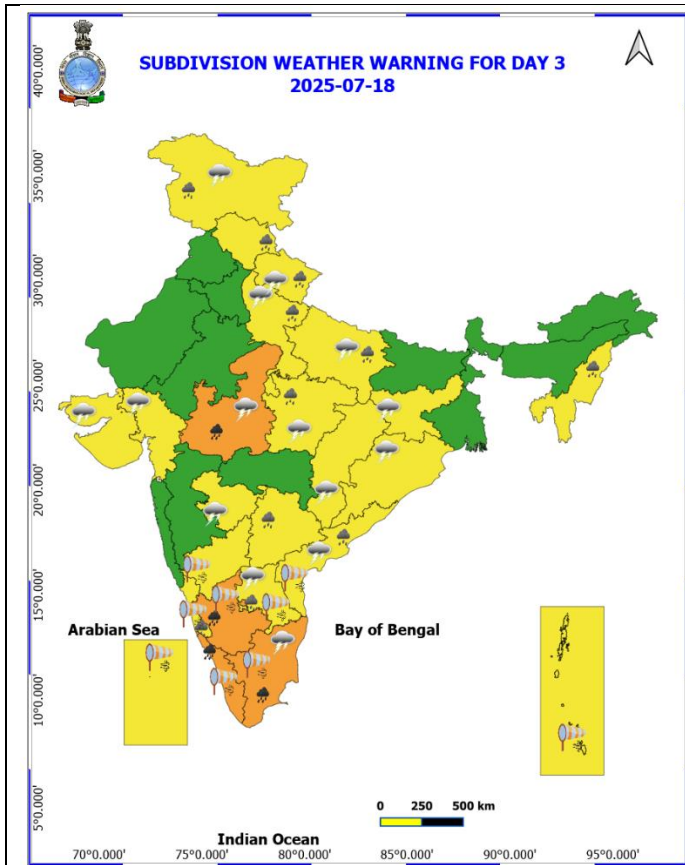 SUBDIVISION WEATHER WARNING FOR DAY 3
2025-07-18
40°0.000'
35°0.000'
30°0.000'
25°0.000'
20°0.000'
15°0.000'
10°0.000'
5°0.000'
Arabian Sea
Bay of Bengal
0 250 500 km
Indian Ocean
70°0.000' 75°0.000' 80°0.000' 85°0.000' 90°0.000' 95°0.000'